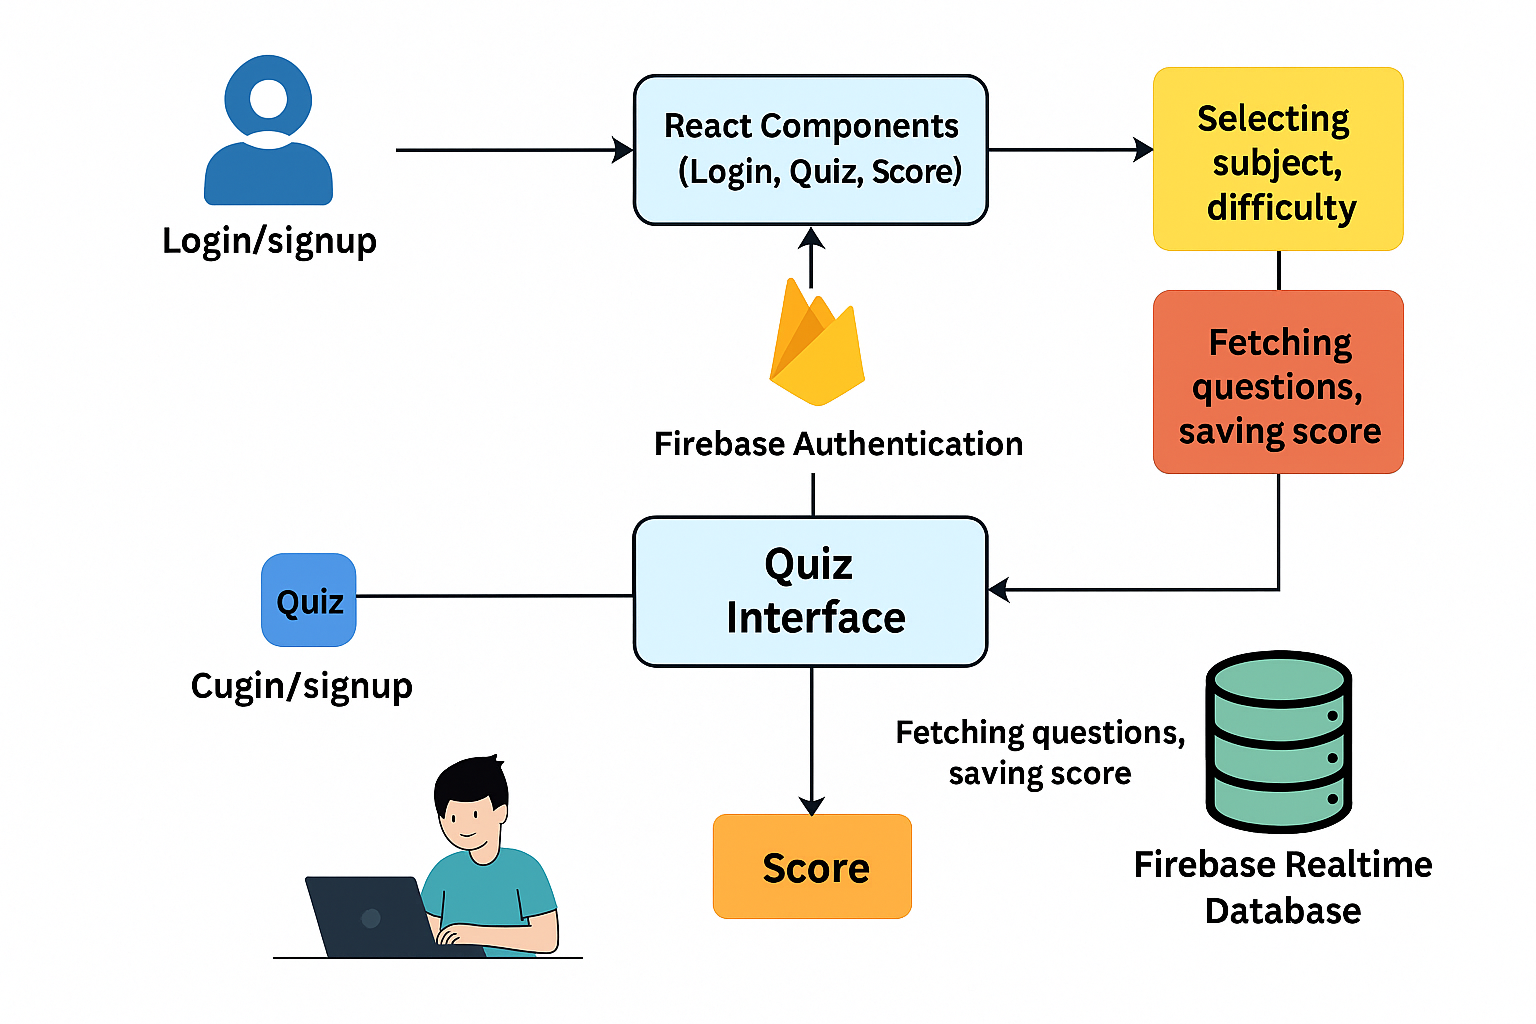 Login/signup
React Components
(Login, Quiz, Score)
Selecting
subject,
difficulty
Fetching
questions,
saving score
Firebase Authentication
Quiz
Interface
Quiz
Cugin/signup
Fetching questions,
saving score
Score
Firebase Realtime
Database